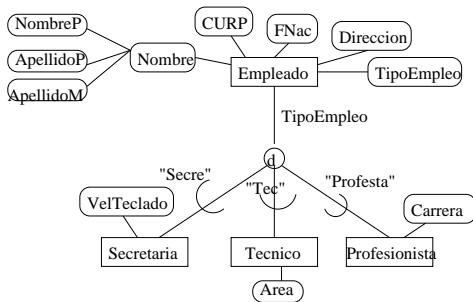 NombreP
CURP
FNac
Direccion
ApellidoP
Nombre
Empleado
TipoEmpleo
ApellidoM
TipoEmpleo
d
"Secre"
"Tec"
"Profesta"
VelTeclado
Carrera
Secretaria
Tecnico
Profesionista
Area